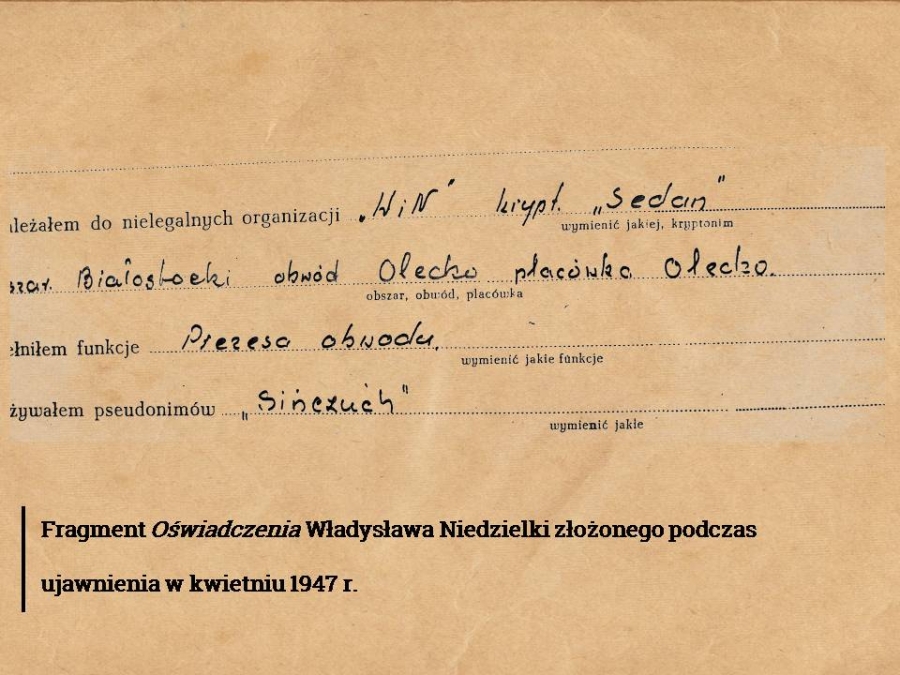 ależałem do nielegalnych organizacji „WiN” krypt. „Sedan”
wymienić jakiej, kryptonim
szar. Białostocki obwód Olecko placówka Olecko.
obszar, obwód, placówka
ełniłem funkcje Prezesa obwodu.
wymienić jakie funkcje
żywałem pseudonimów „Sińczuch”
wymienić jakie
Fragment Oświadczenia Władysława Niedzielki złożonego podczas
ujawnienia w kwietniu 1947 r.